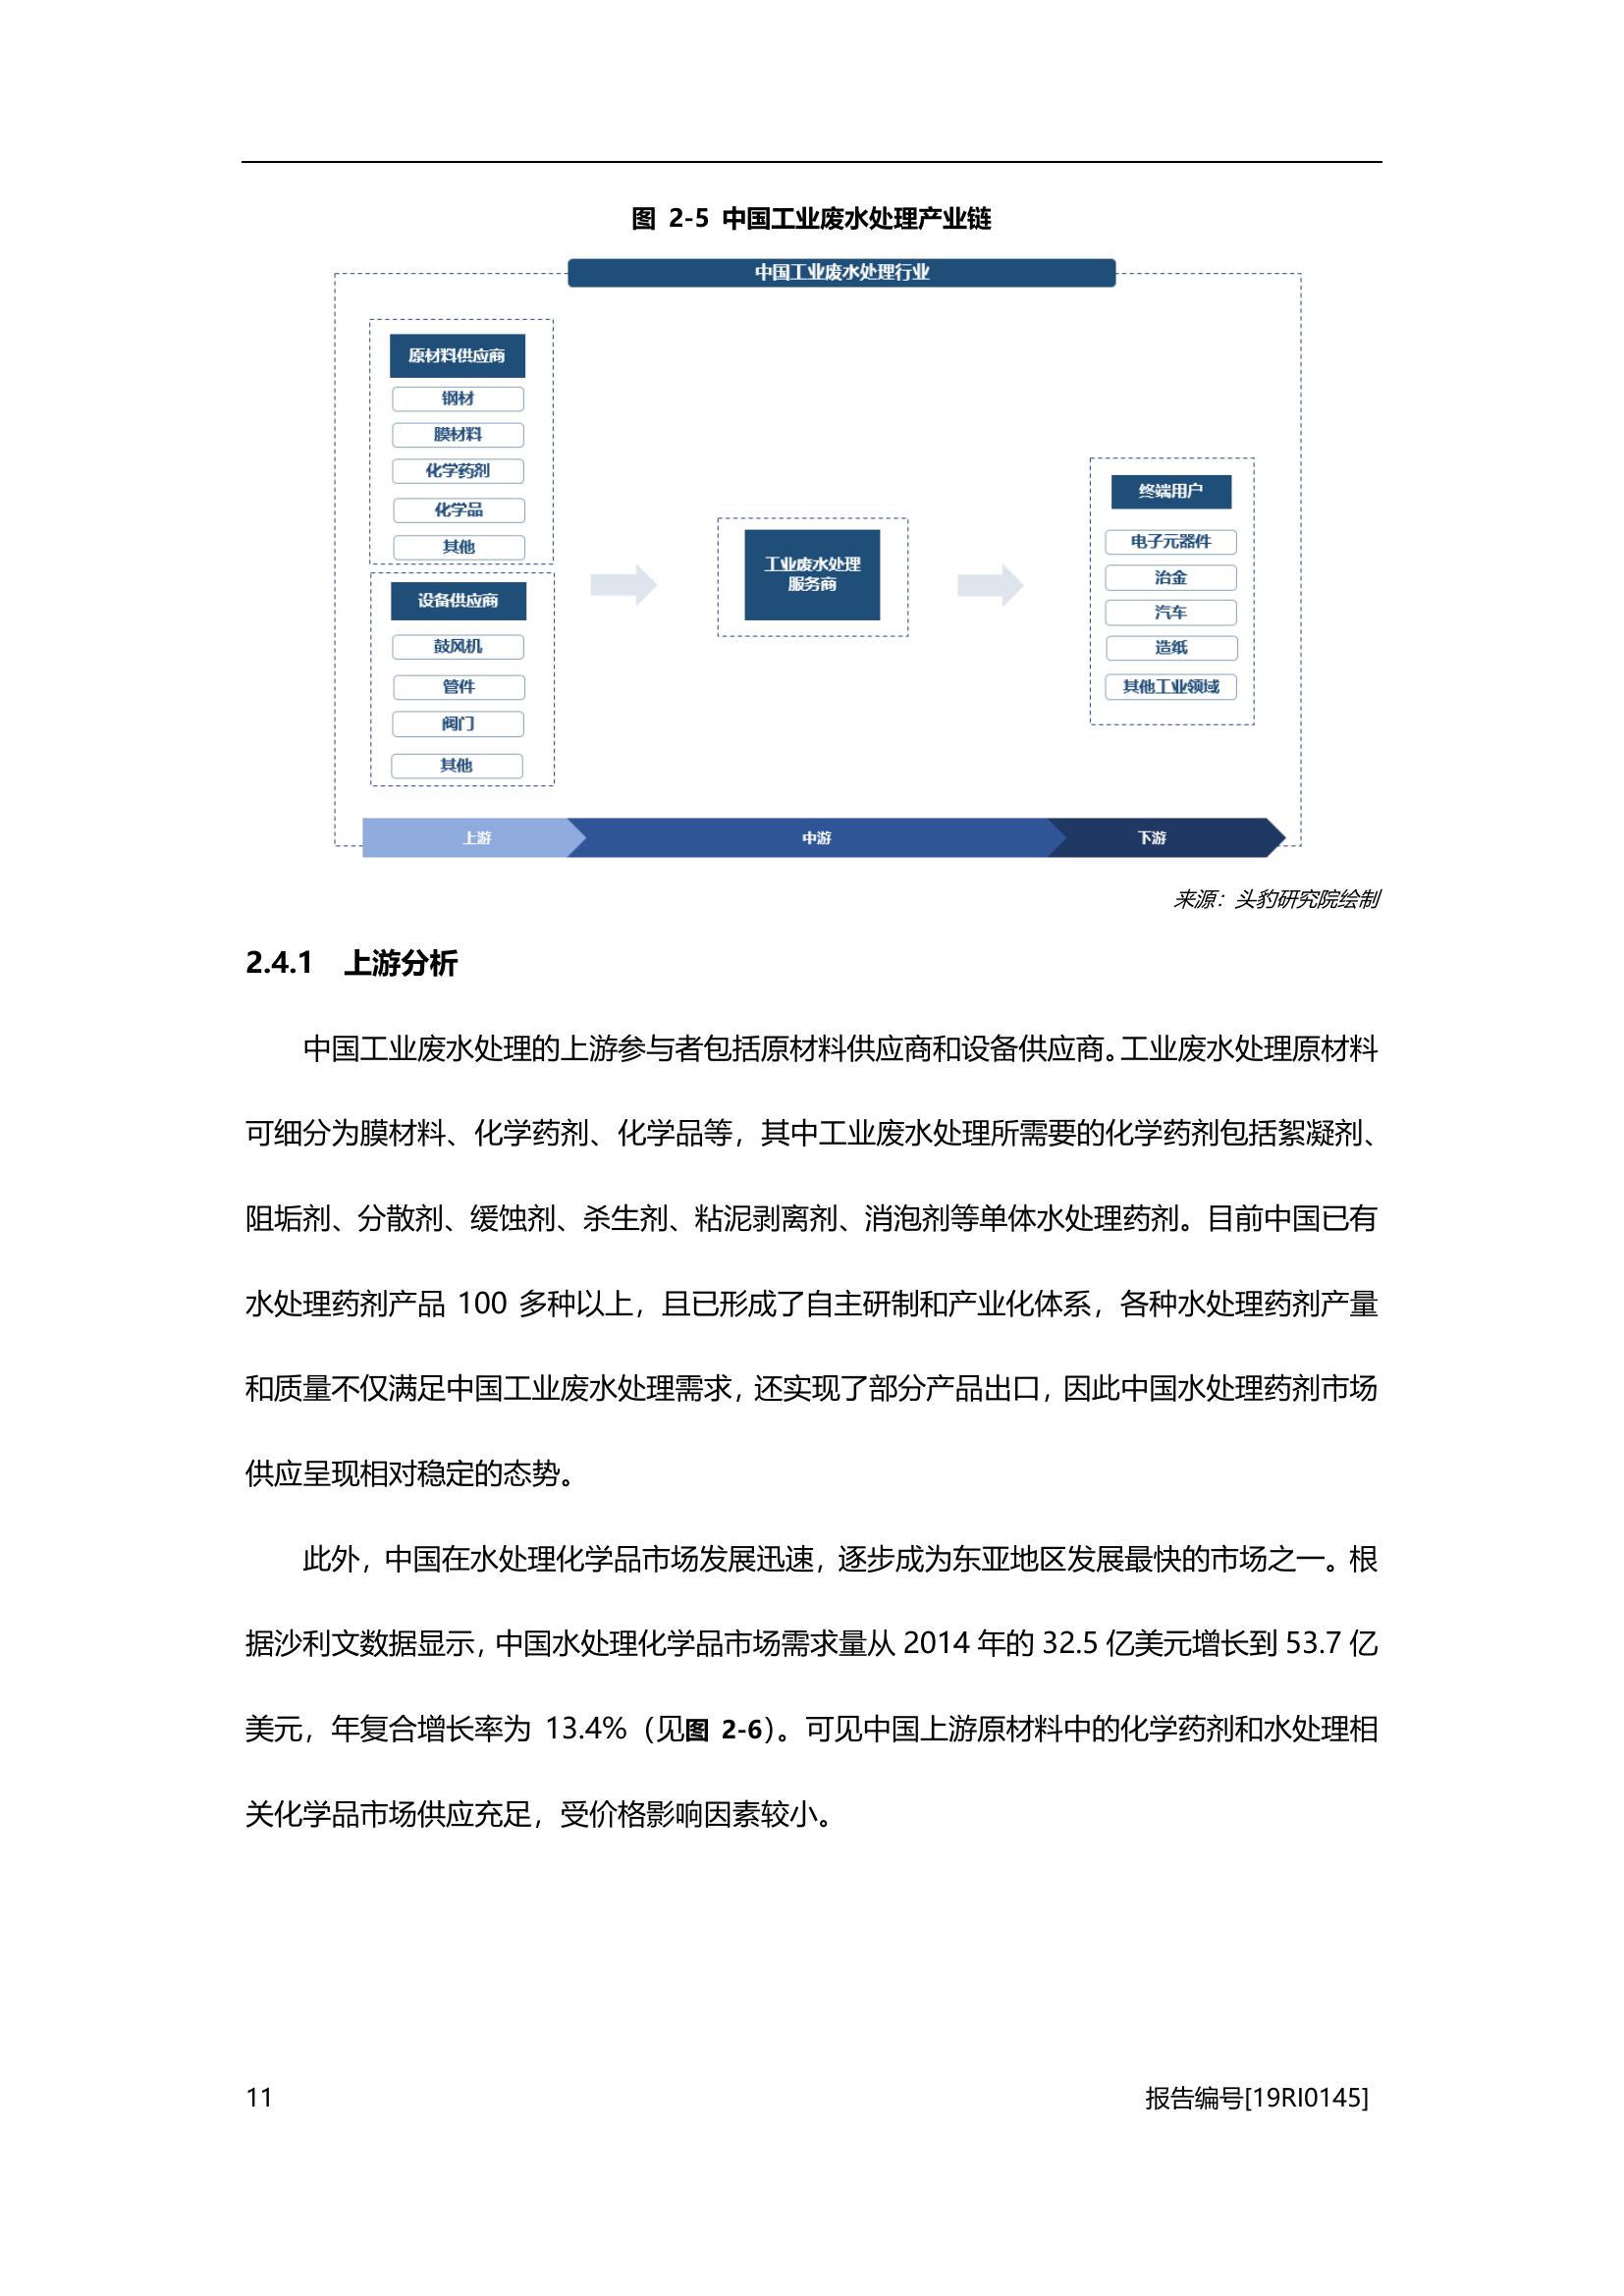 图 2-5 中国工业废水处理产业链
中国工业废水处理行业
原材料供应商
钢材
膜材料
化学药剂
化学品
其他
设备供应商
鼓风机
管件
阀门
其他
工业废水处理
服务商
终端用户
电子元器件
冶金
汽车
造纸
其他工业领域
上游
中游
下游
来源：头豹研究院绘制
2.4.1 上游分析
中国工业废水处理的上游参与者包括原材料供应商和设备供应商。工业废水处理原材料
可细分为膜材料、化学药剂、化学品等，其中工业废水处理所需要的化学药剂包括絮凝剂、
阻垢剂、分散剂、缓蚀剂、杀生剂、粘泥剥离剂、消泡剂等单体水处理药剂。目前中国已有
水处理药剂产品 100 多种以上，且已形成了自主研制和产业化体系，各种水处理药剂产量
和质量不仅满足中国工业废水处理需求，还实现了部分产品出口，因此中国水处理药剂市场
供应呈现相对稳定的态势。
此外，中国在水处理化学品市场发展迅速，逐步成为东亚地区发展最快的市场之一。根
据沙利文数据显示，中国水处理化学品市场需求量从 2014 年的 32.5 亿美元增长到 53.7 亿
美元，年复合增长率为 13.4%（见图 2-6）。可见中国上游原材料中的化学药剂和水处理相
关化学品市场供应充足，受价格影响因素较小。
11
报告编号[19RI0145]